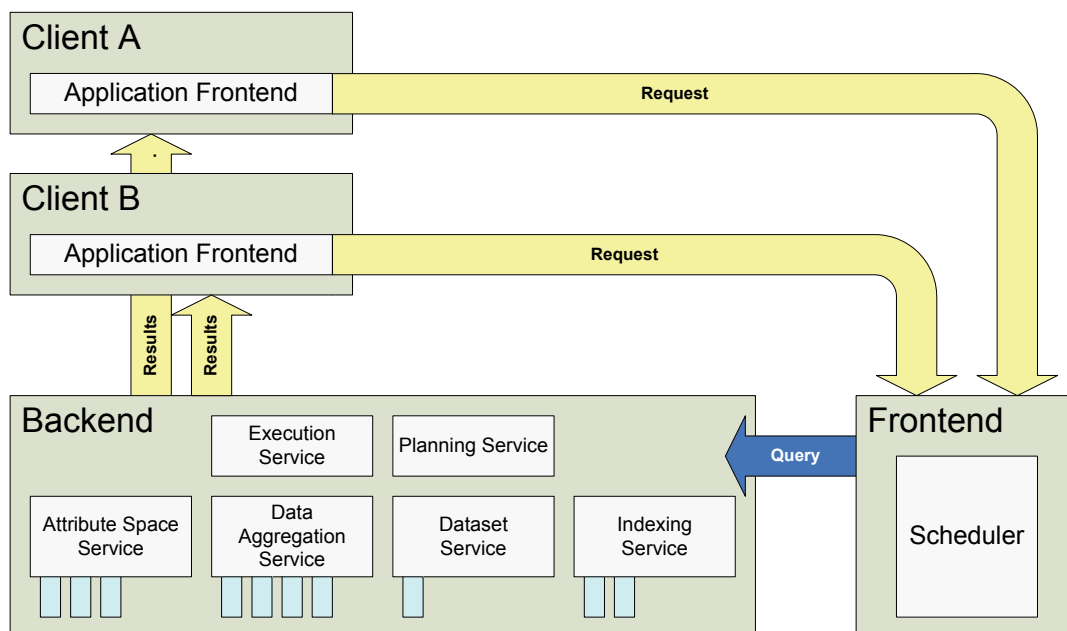 Client A
Application Frontend
Request
.
Client B
Application Frontend
Request
Results
Results
Backend
Execution
Service
Planning Service
Attribute Space
Service
Data
Aggregation
Service
Dataset
Service
Indexing
Service
Query
Frontend
Scheduler